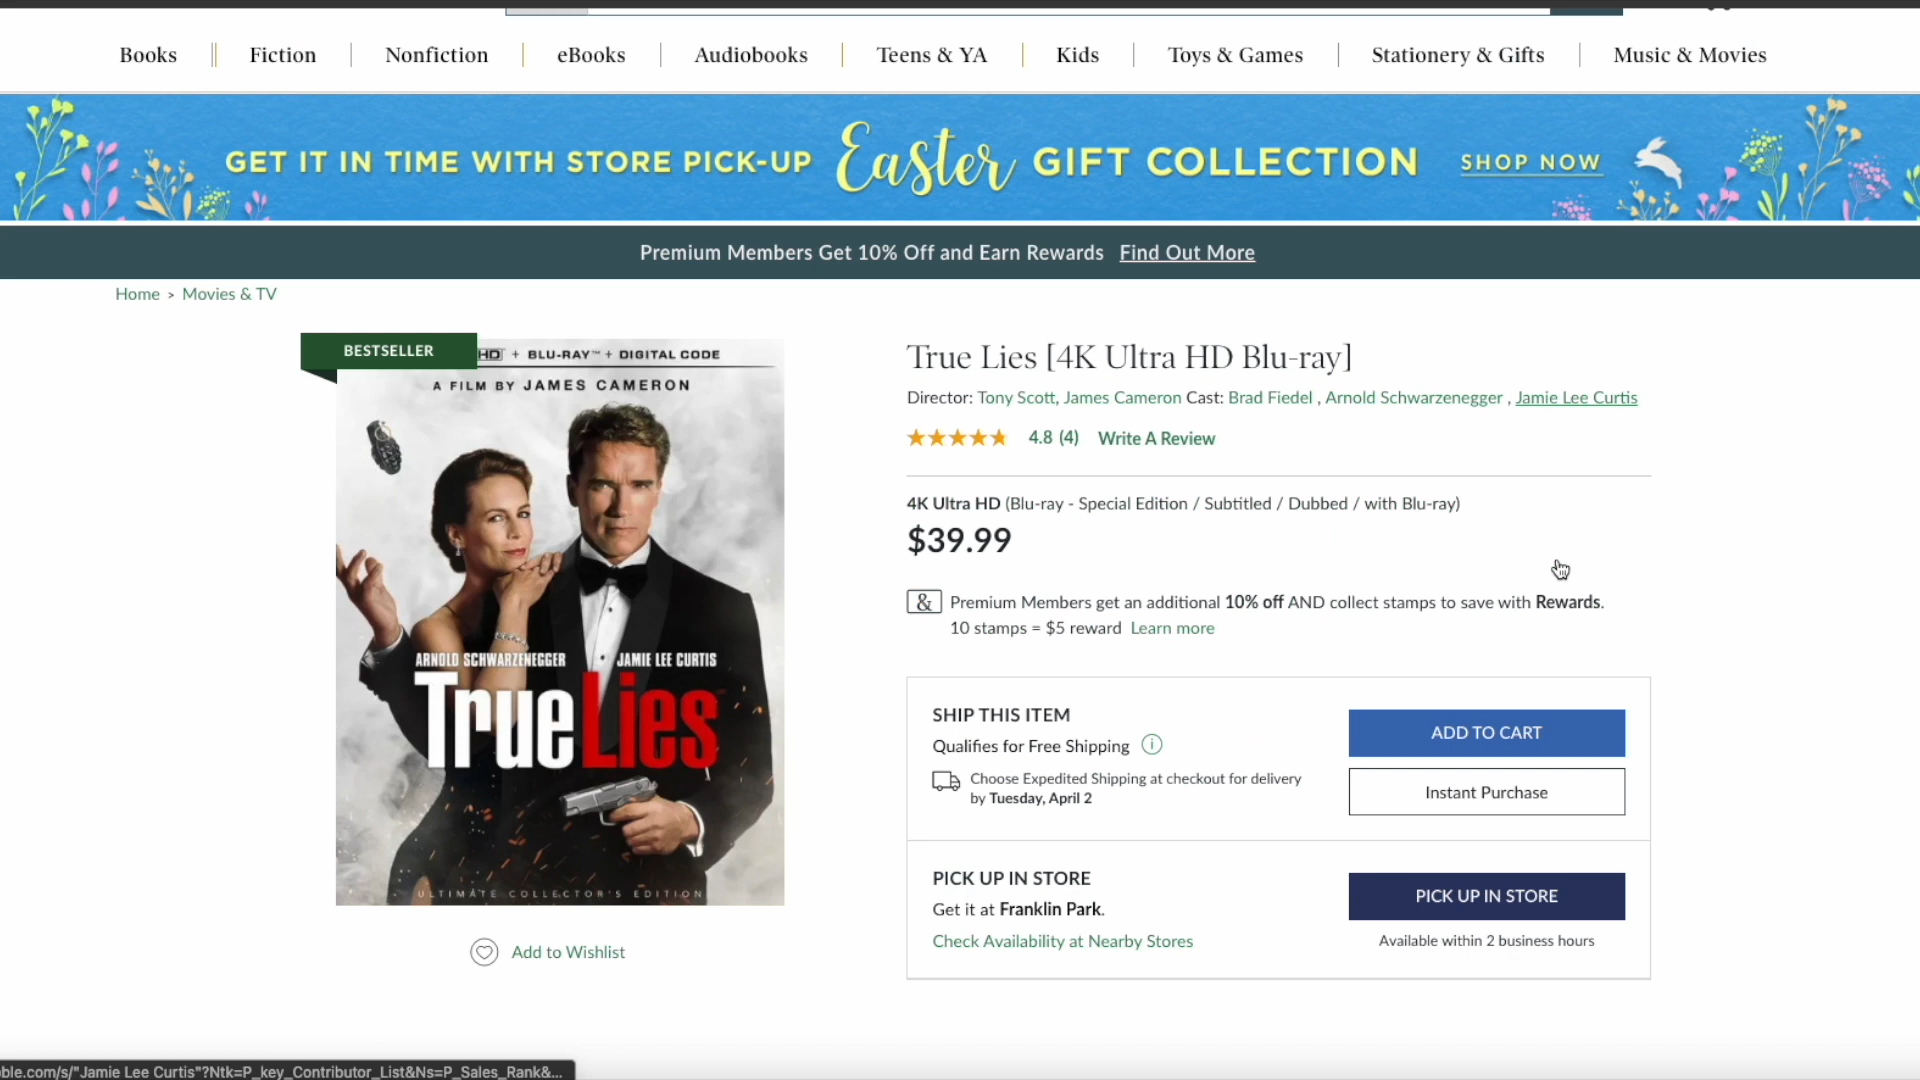 Books
Fiction
Nonfiction
eBooks
Audiobooks
Teens & YA
Kids
Toys & Games
Stationery & Gifts
Music & Movies
GET IT IN TIME WITH STORE PICK-UP Easter GIFT COLLECTION SHOP NOW
Premium Members Get 10% Off and Earn Rewards Find Out More
Home > Movies & TV
BESTSELLER
HD + BLU-RAY™ + DIGITAL CODE
A FILM BY JAMES CAMERON
ARNOLD SCHWARZENEGGER JAMIE LEE CURTIS
True Lies
ULTIMATE COLLECTOR'S EDITION
Add to Wishlist
True Lies [4K Ultra HD Blu-ray]
Director: Tony Scott, James Cameron Cast: Brad Fiedel , Arnold Schwarzenegger , Jamie Lee Curtis
4.8 (4) Write A Review
4K Ultra HD (Blu-ray - Special Edition / Subtitled / Dubbed / with Blu-ray)
$39.99
& Premium Members get an additional 10% off AND collect stamps to save with Rewards.
10 stamps = $5 reward Learn more
SHIP THIS ITEM
Qualifies for Free Shipping i
Choose Expedited Shipping at checkout for delivery
by Tuesday, April 2
ADD TO CART
Instant Purchase
PICK UP IN STORE
Get it at Franklin Park.
Check Availability at Nearby Stores
PICK UP IN STORE
Available within 2 business hours
ble.com/s/"Jamie Lee Curtis"?Ntk=P_key_Contributor_List&Ns=P_Sales_Rank&...